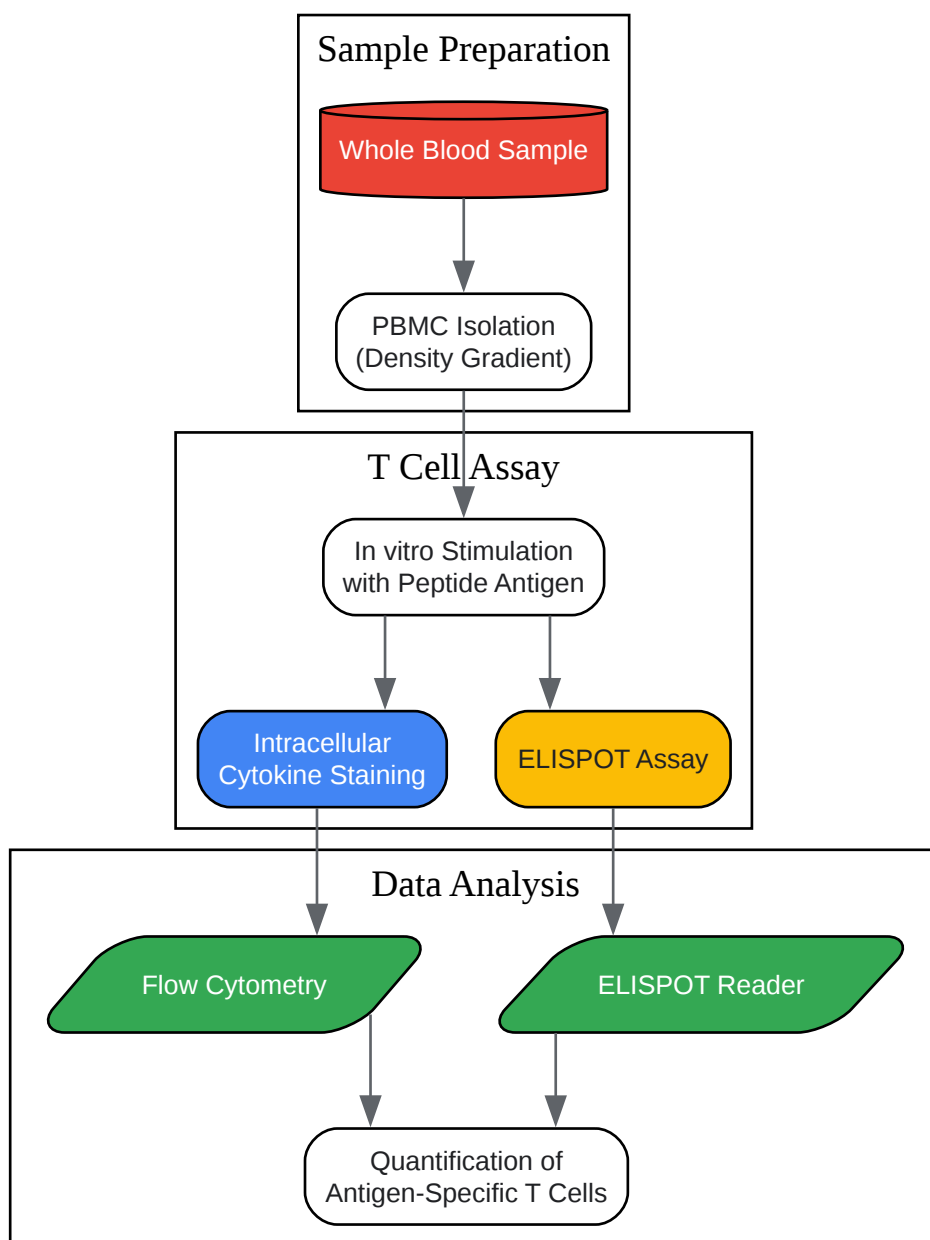 Sample Preparation
Whole Blood Sample
PBMC Isolation
(Density Gradient)
T Cell Assay
In vitro Stimulation
with Peptide Antigen
Intracellular
Cytokine Staining
ELISPOT Assay
Data Analysis
Flow Cytometry
ELISPOT Reader
Quantification of
Antigen-Specific T Cells